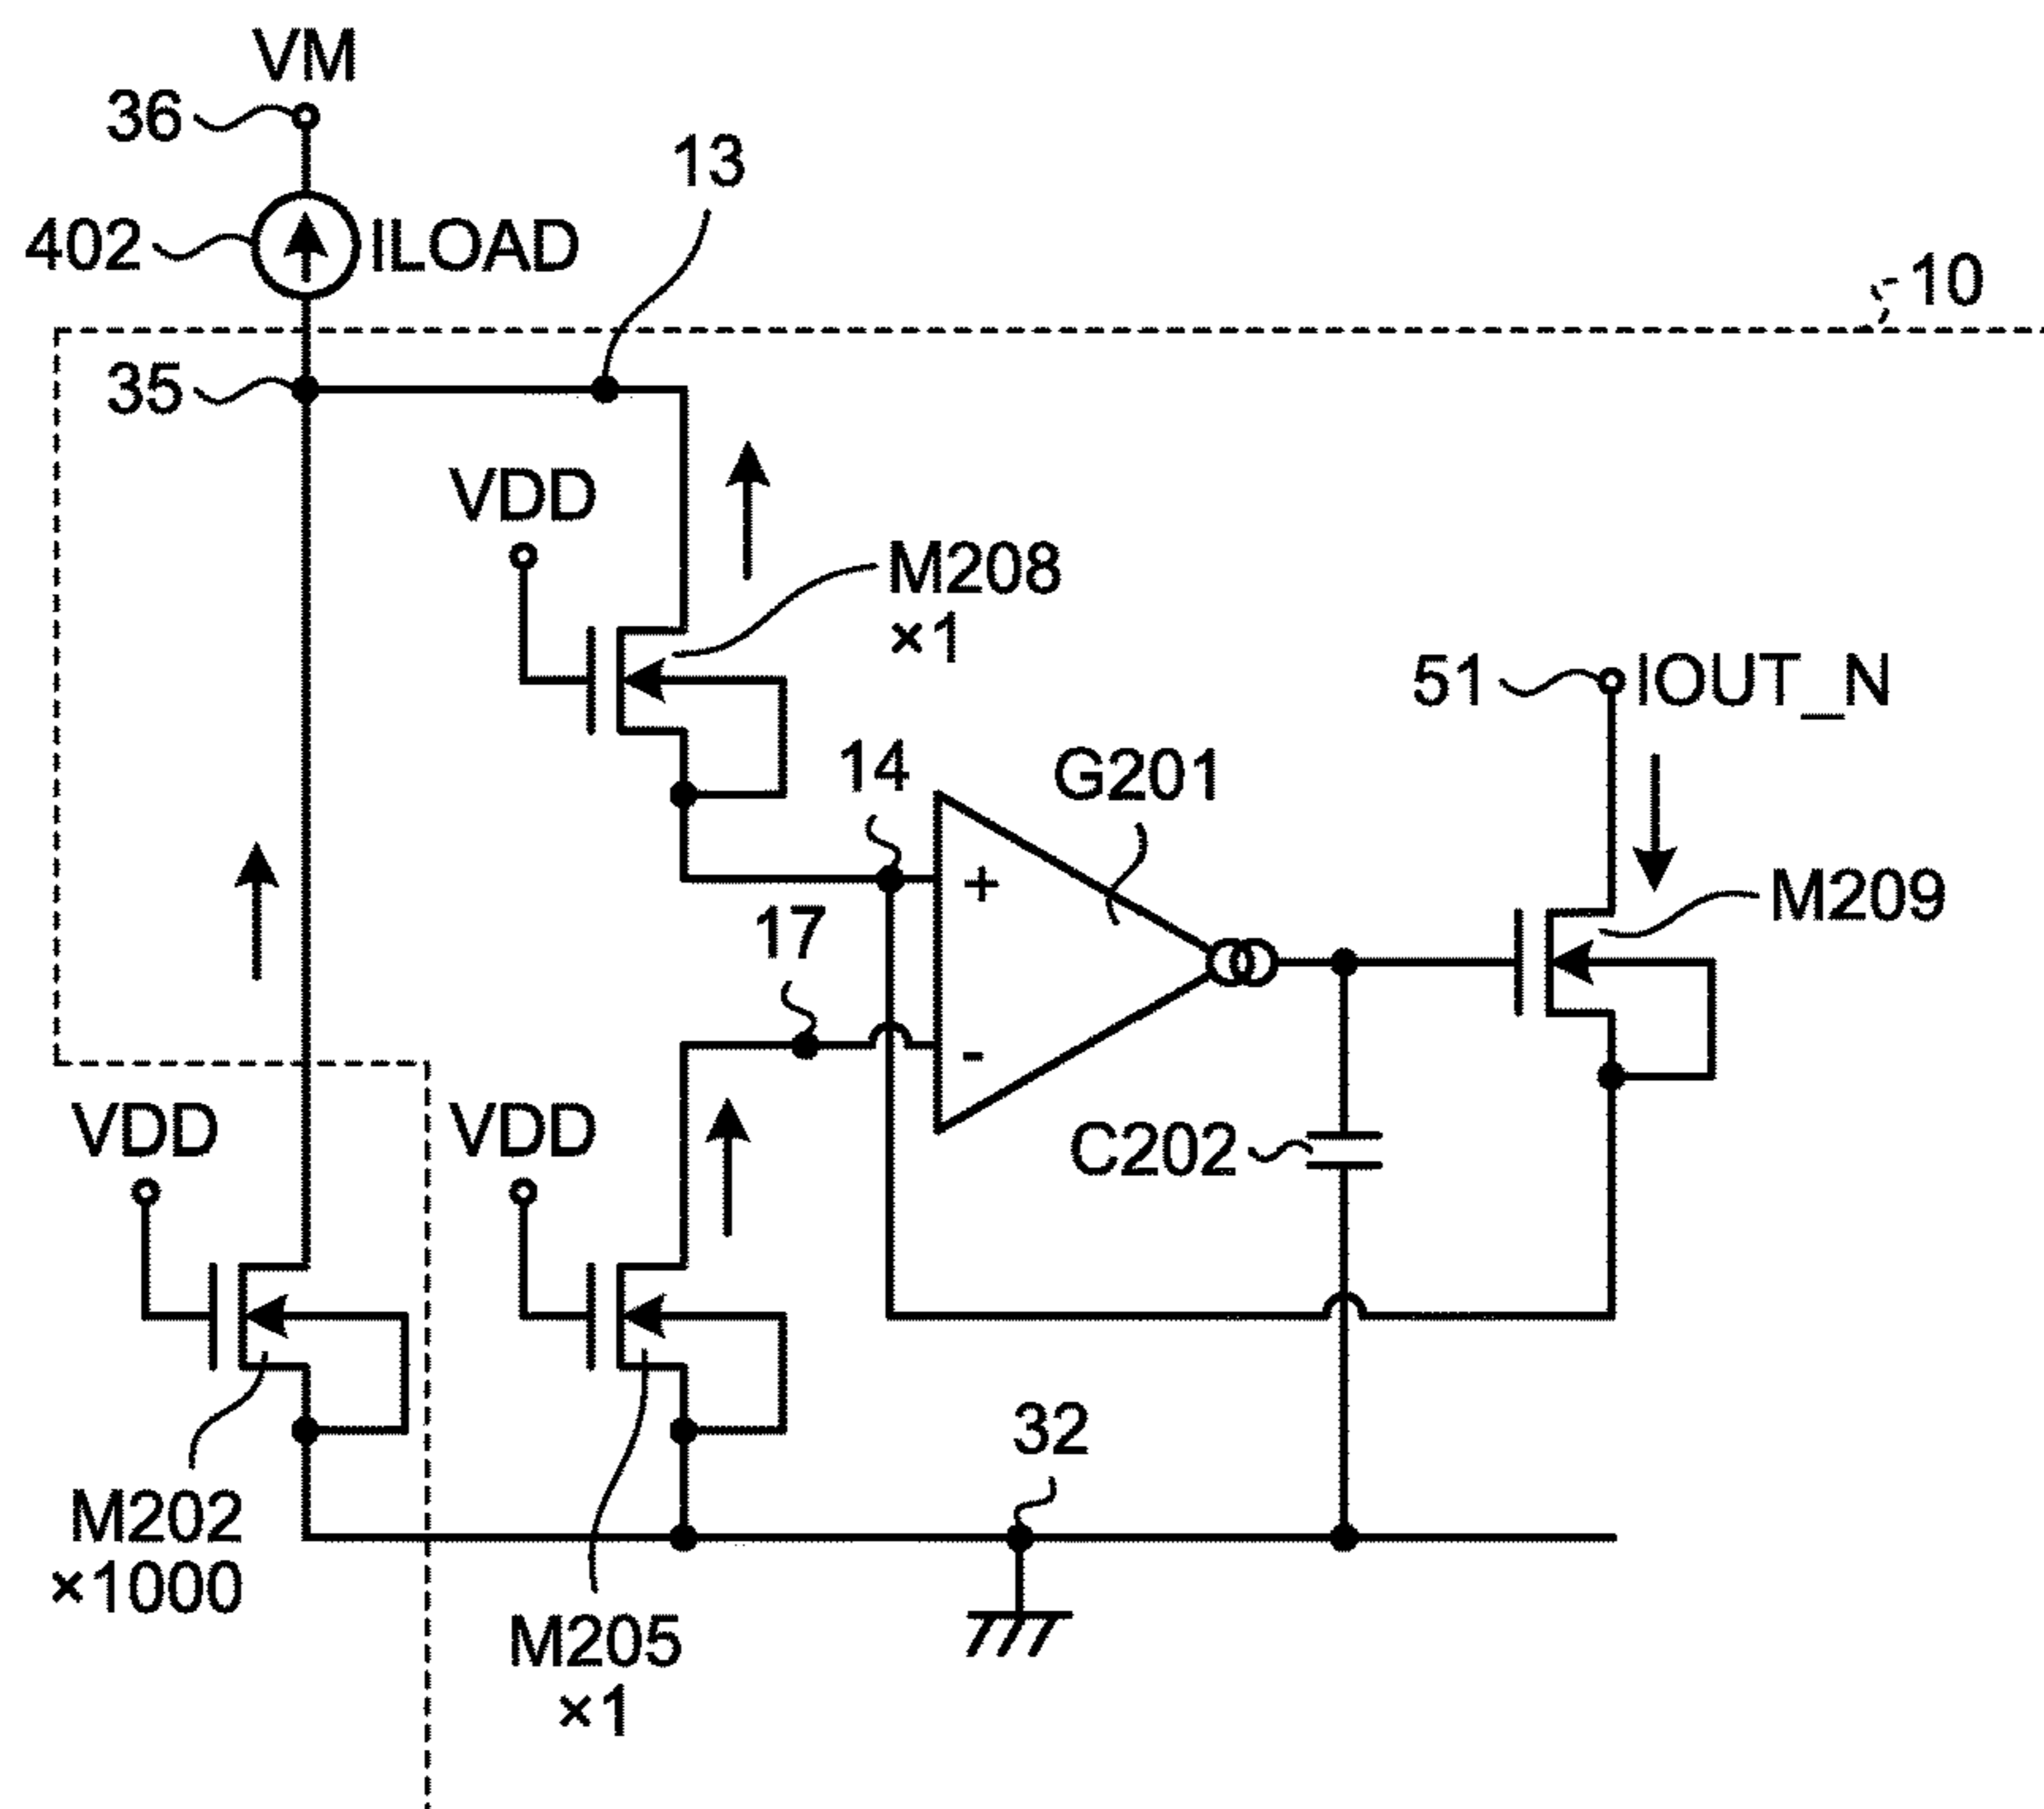 VM
36
402
ILOAD
13
10
35
VDD
M208
×1
51
IOUT_N
14
G201
+
17
M209
-
VDD
VDD
C202
32
M202
×1000
M205
×1